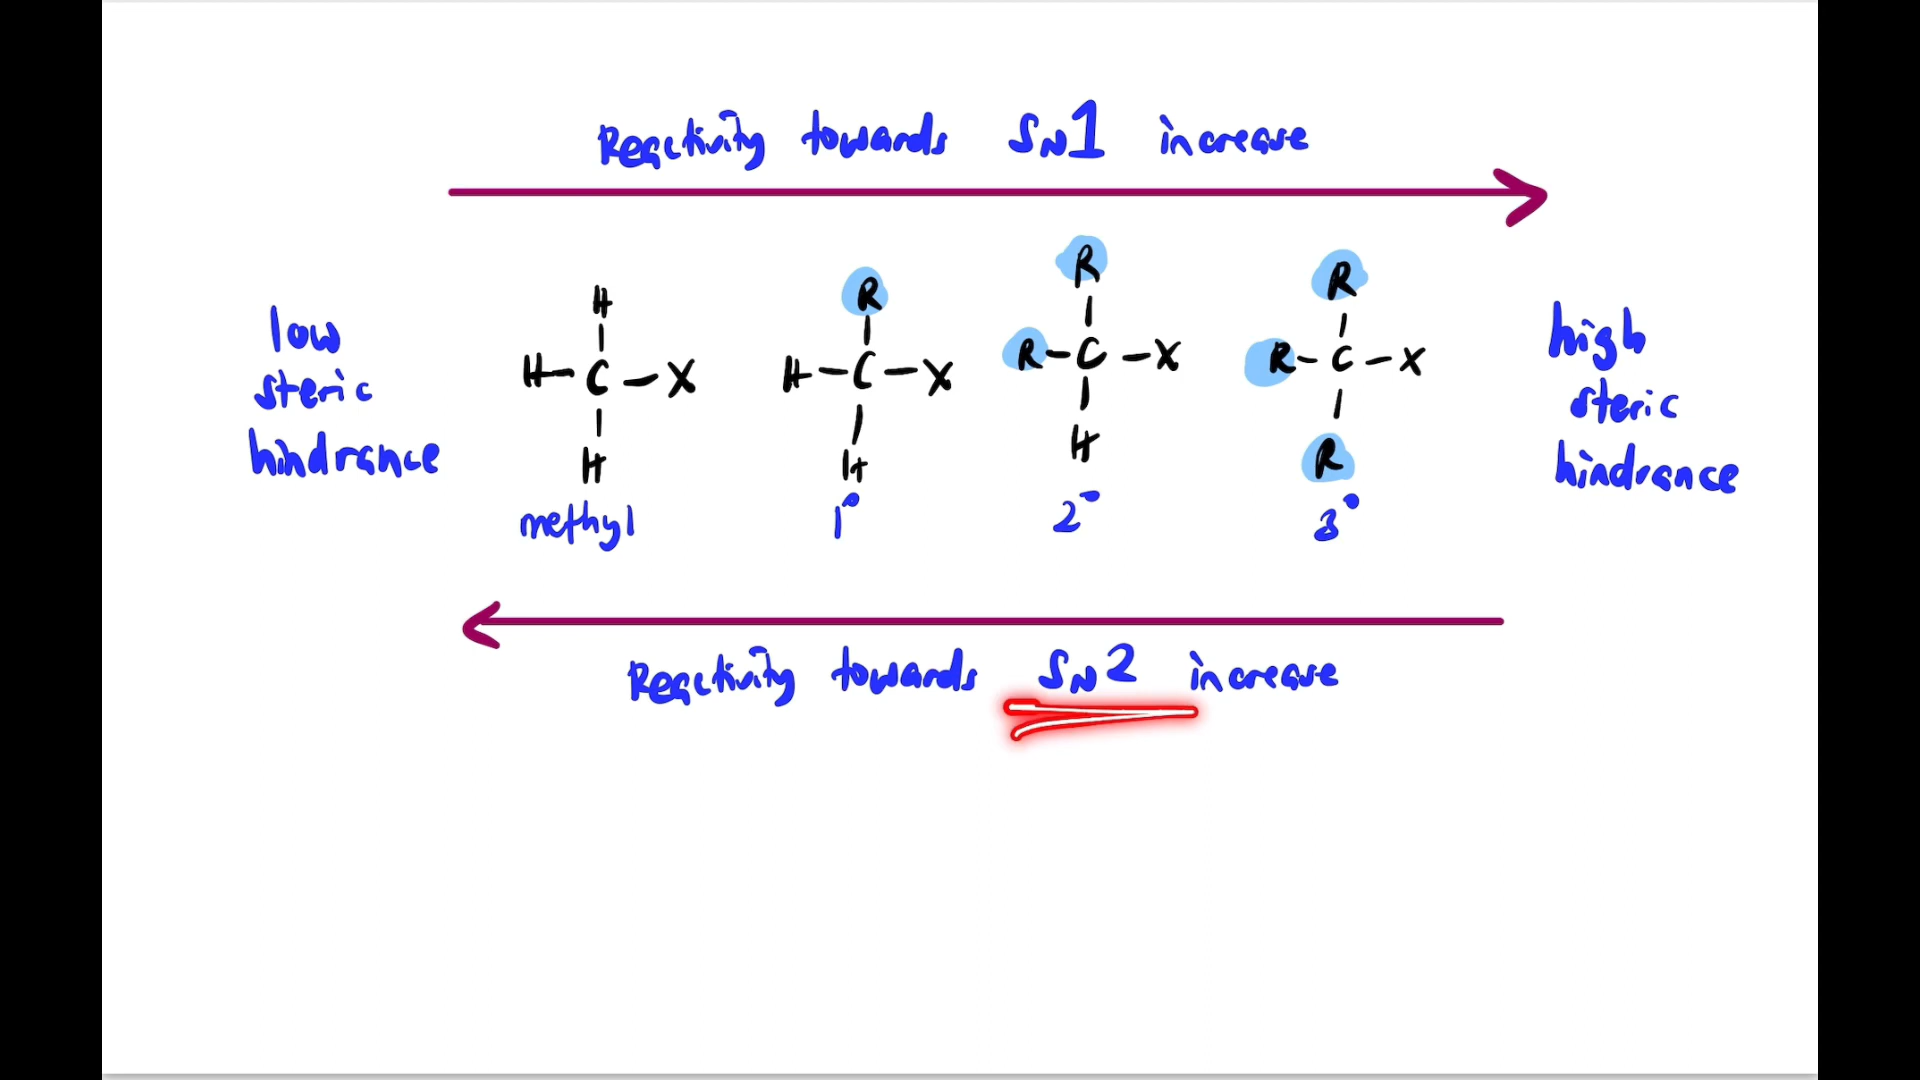 Reactivity towards SN1 increase
low
steric
hindrance
H
H-C-X
H
methyl
R
H-C-X
H
1°
R
R-C-X
H
2°
R
R-C-X
R
3°
high
steric
hindrance
Reactivity towards SN2 increase